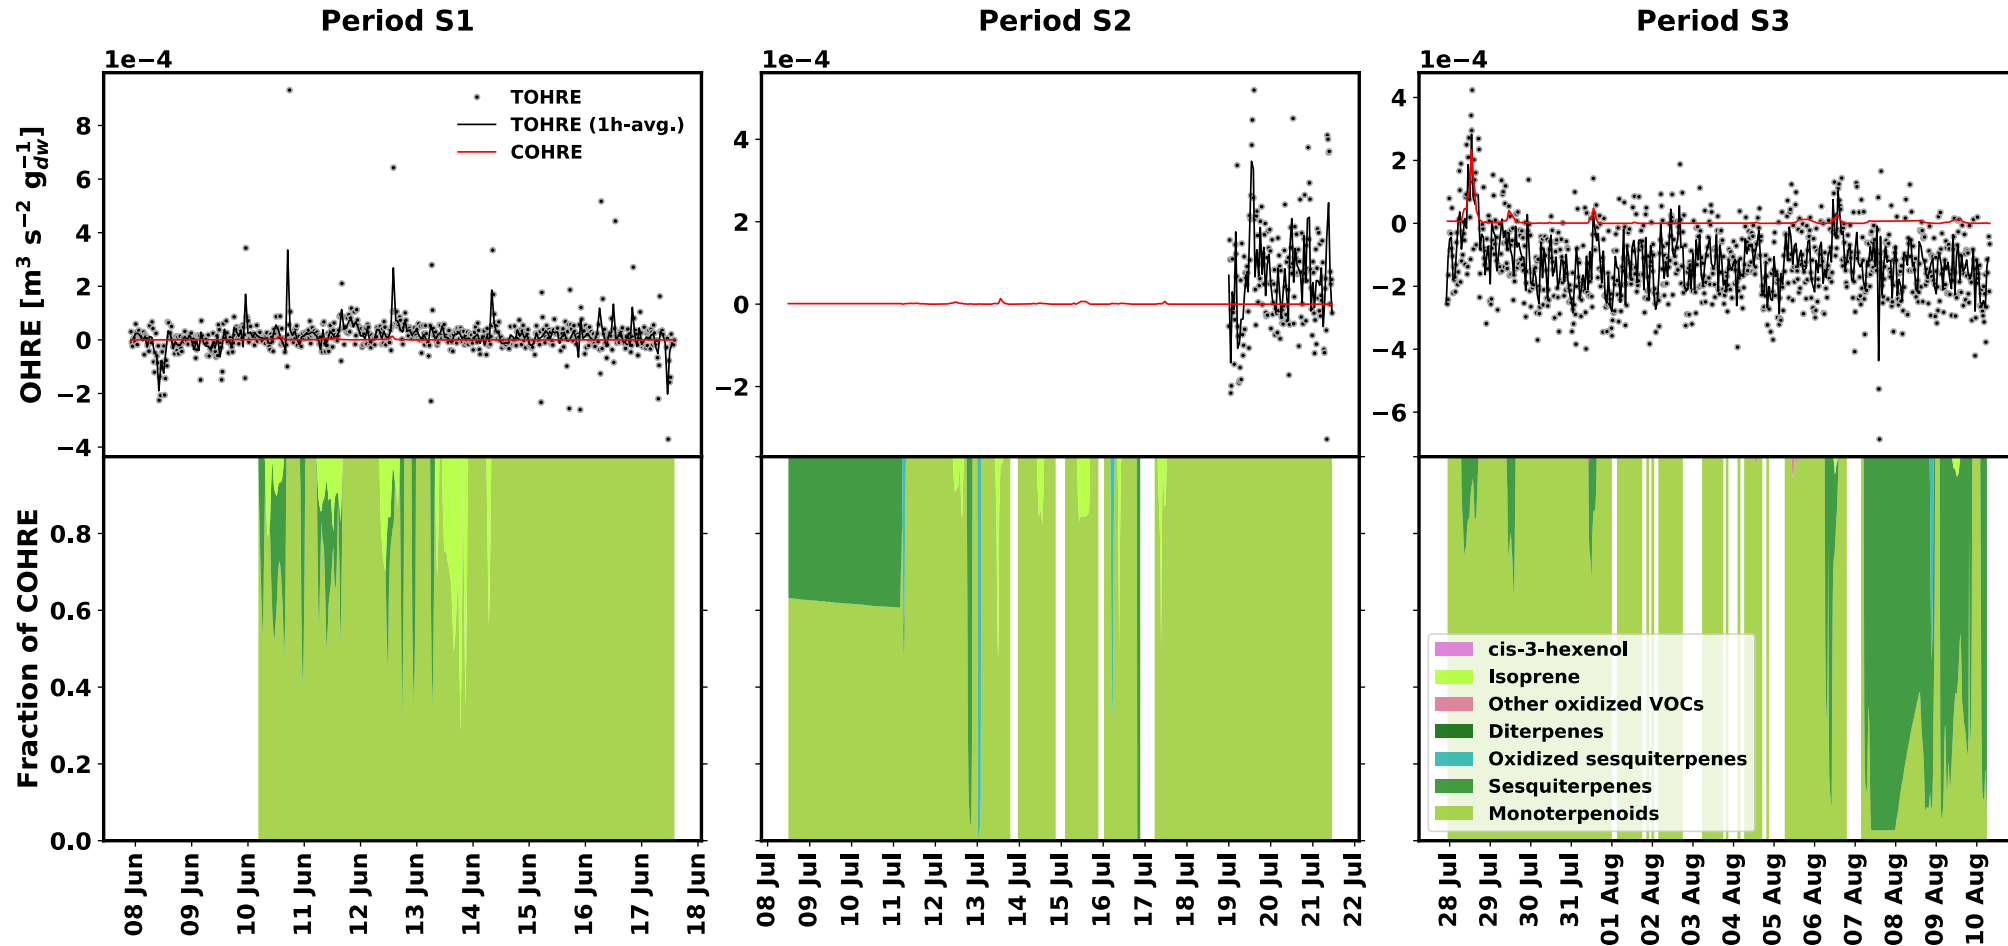 Period S1
Period S2
Period S3
1e−4
1e−4
1e−4
OHRE [m³ s⁻² g_dw⁻¹]
8
6
4
2
0
−2
−4
TOHRE
TOHRE (1h-avg.)
COHRE
4
2
0
−2
4
2
0
−2
−4
−6
Fraction of COHRE
0.8
0.6
0.4
0.2
0.0
cis-3-hexenol
Isoprene
Other oxidized VOCs
Diterpenes
Oxidized sesquiterpenes
Sesquiterpenes
Monoterpenoids
08 Jun
09 Jun
10 Jun
11 Jun
12 Jun
13 Jun
14 Jun
15 Jun
16 Jun
17 Jun
18 Jun
08 Jul
09 Jul
10 Jul
11 Jul
12 Jul
13 Jul
14 Jul
15 Jul
16 Jul
17 Jul
18 Jul
19 Jul
20 Jul
21 Jul
22 Jul
28 Jul
29 Jul
30 Jul
31 Jul
01 Aug
02 Aug
03 Aug
04 Aug
05 Aug
06 Aug
07 Aug
08 Aug
09 Aug
10 Aug